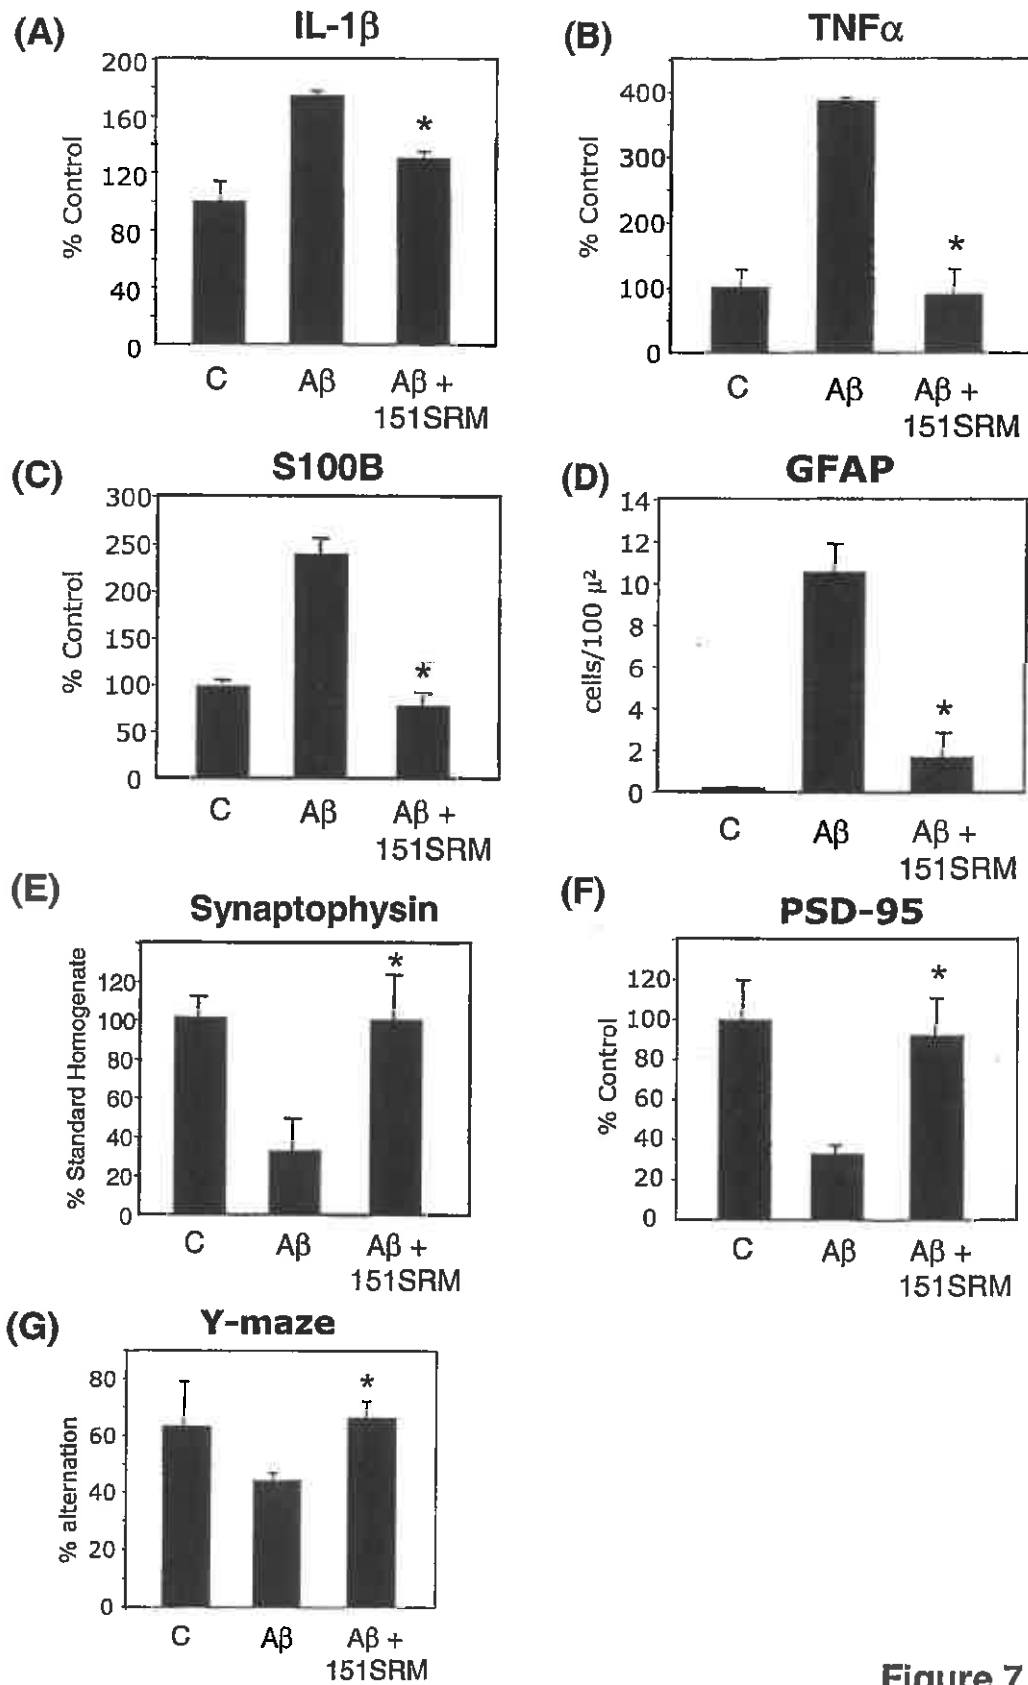 (A) IL-1β
% Control
200
160
120
80
40
0
*
C Aβ Aβ +
151SRM
(B) TNFα
% Control
400
300
200
100
0
*
C Aβ Aβ +
151SRM
(C) S100B
% Control
300
250
200
150
100
50
0
*
C Aβ Aβ +
151SRM
(D) GFAP
cells/100 μ²
14
12
10
8
6
4
2
0
*
C Aβ Aβ +
151SRM
(E) Synaptophysin
% Standard Homogenate
120
100
80
60
40
20
0
*
C Aβ Aβ +
151SRM
(F) PSD-95
% Control
120
100
80
60
40
20
0
*
C Aβ Aβ +
151SRM
(G) Y-maze
% alternation
80
60
40
20
0
*
C Aβ Aβ +
151SRM
Figure 7